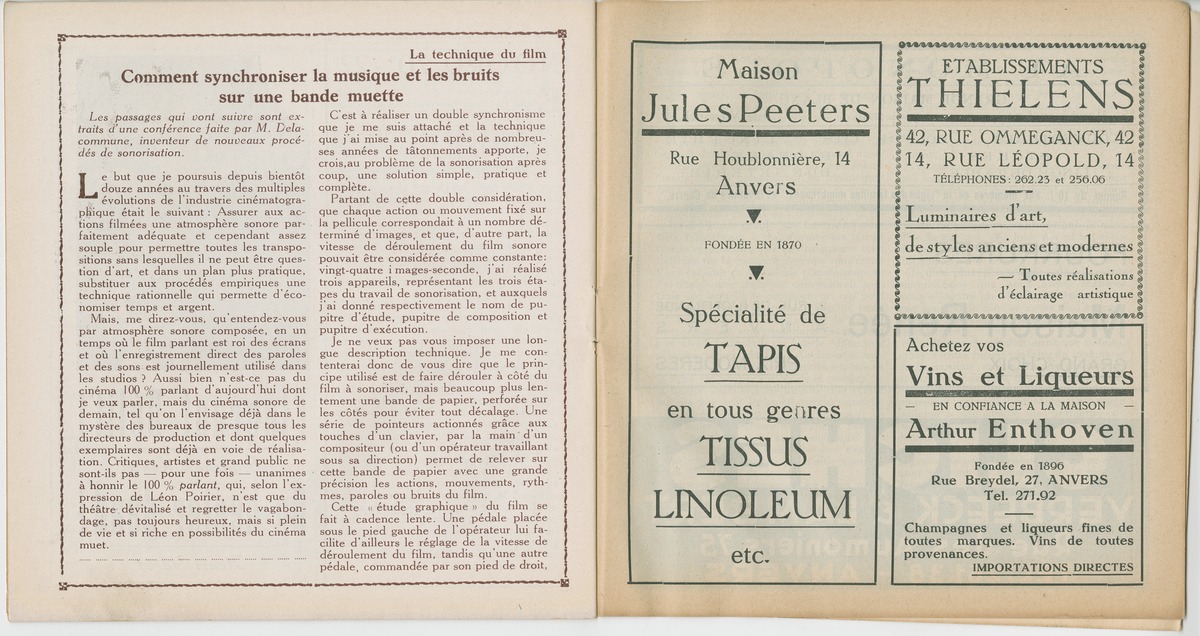 La technique du film
Comment synchroniser la musique et les bruits
sur une bande muette
Les passages qui vont suivre sont ex-
traits d'une conférence faite par M. Dela-
commune, inventeur de nouveaux procé-
dés de sonorisation.
Le but que je poursuis depuis bientôt
douze années au travers des multiples
évolutions de l'industrie cinématogra-
phique était le suivant : Assurer aux ac-
tions filmées une atmosphère sonore par-
faitement adéquate et cependant assez
souple pour permettre toutes les transpo-
sitions sans lesquelles il ne peut être ques-
tion d'art, et dans un plan plus pratique,
substituer aux procédés empiriques une
technique rationnelle qui permette d'éco-
nomiser temps et argent.
Mais, me direz-vous, qu'entendez-vous
par atmosphère sonore composée, en un
temps où le film parlant est roi des écrans
et où l'enregistrement direct des paroles
et des sons est journellement utilisé dans
les studios ? Aussi bien n'est-ce pas du
cinéma 100 % parlant d'aujourd'hui dont
je veux parler, mais du cinéma sonore de
demain, tel qu'on l'envisage déjà dans le
mystère des bureaux de presque tous les
directeurs de production et dont quelques
exemplaires sont déjà en voie de réalisa-
tion. Critiques, artistes et grand public ne
sont-ils pas — pour une fois — unanimes
à honnir le 100 % parlant, qui, selon l'ex-
pression de Léon Poirier, n'est que du
théâtre dévitalisé et regretter le vagabon-
dage, pas toujours heureux, mais si plein
de vie et si riche en possibilités du cinéma
muet.
C'est à réaliser un double synchronisme
que je me suis attaché et la technique
que j'ai mise au point après de nombreu-
ses années de tâtonnements apporte, je
crois,au problème de la sonorisation après
coup, une solution simple, pratique et
complète.
Partant de cette double considération,
que chaque action ou mouvement fixé sur
la pellicule correspondait à un nombre dé-
terminé d'images, et que, d'autre part, la
vitesse de déroulement du film sonore
pouvait être considérée comme constante:
vingt-quatre i mages-seconde, j'ai réalisé
trois appareils, représentant les trois éta-
pes du travail de sonorisation, et auxquels
j'ai donné respectivement le nom de pu-
pitre d'étude, pupitre de composition et
pupitre d'exécution.
Je ne veux pas vous imposer une lon-
gue description technique. Je me con-
tenterai donc de vous dire que le prin-
cipe utilisé est de faire dérouler à côté du
film à sonoriser, mais beaucoup plus len-
tement une bande de papier, perforée sur
les côtés pour éviter tout décalage. Une
série de pointeurs actionnés grâce aux
touches d'un clavier, par la main d'un
compositeur (ou d'un opérateur travaillant
sous sa direction) permet de relever sur
cette bande de papier avec une grande
précision les actions, mouvements, ryth-
mes, paroles ou bruits du film.
Cette « étude graphique » du film se
fait à cadence lente. Une pédale placée
sous le pied gauche de l'opérateur lui fa-
cilite d'ailleurs le réglage de la vitesse de
déroulement du film, tandis qu'une autre
pédale, commandée par son pied de droit,
Maison
Jules Peeters
Rue Houblonnière, 14
Anvers
FONDÉE EN 1870
Spécialité de
TAPIS
en tous genres
TISSUS
LINOLEUM
etc.
ETABLISSEMENTS
THIELENS
42, RUE OMMEGANCK, 42
14, RUE LÉOPOLD, 14
TÉLÉPHONES : 262.23 et 256.06
Luminaires d'art,
de styles anciens et modernes
— Toutes réalisations
d'éclairage artistique
Achetez vos
Vins et Liqueurs
— EN CONFIANCE A LA MAISON —
Arthur Enthoven
Fondée en 1896
Rue Breydel, 27, ANVERS
Tel. 271.92
Champagnes et liqueurs fines de
toutes marques. Vins de toutes
provenances.
IMPORTATIONS DIRECTES